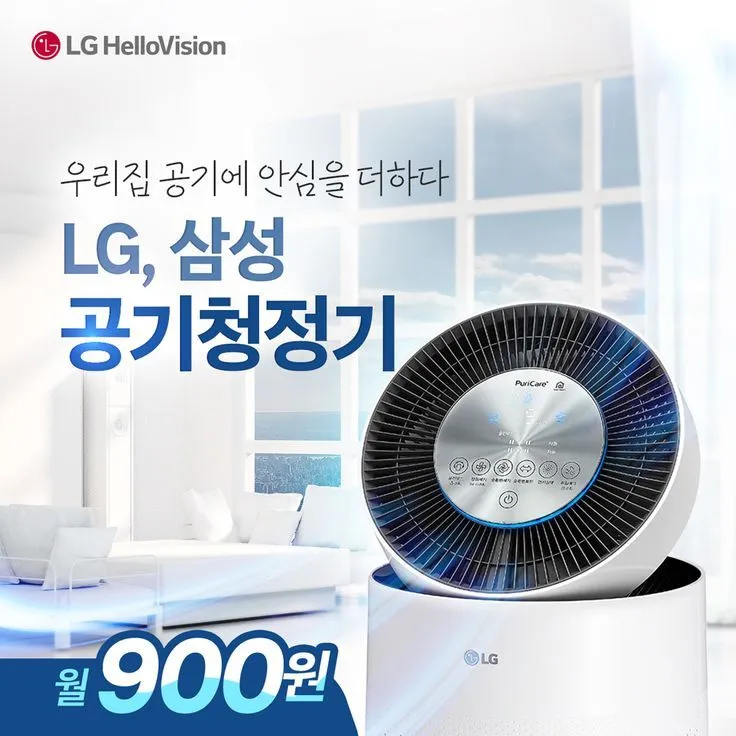 LG HelloVision
우리집 공기에 안심을 더하다
LG, 삼성
공기청정기
PuriCare
LG
월 900원